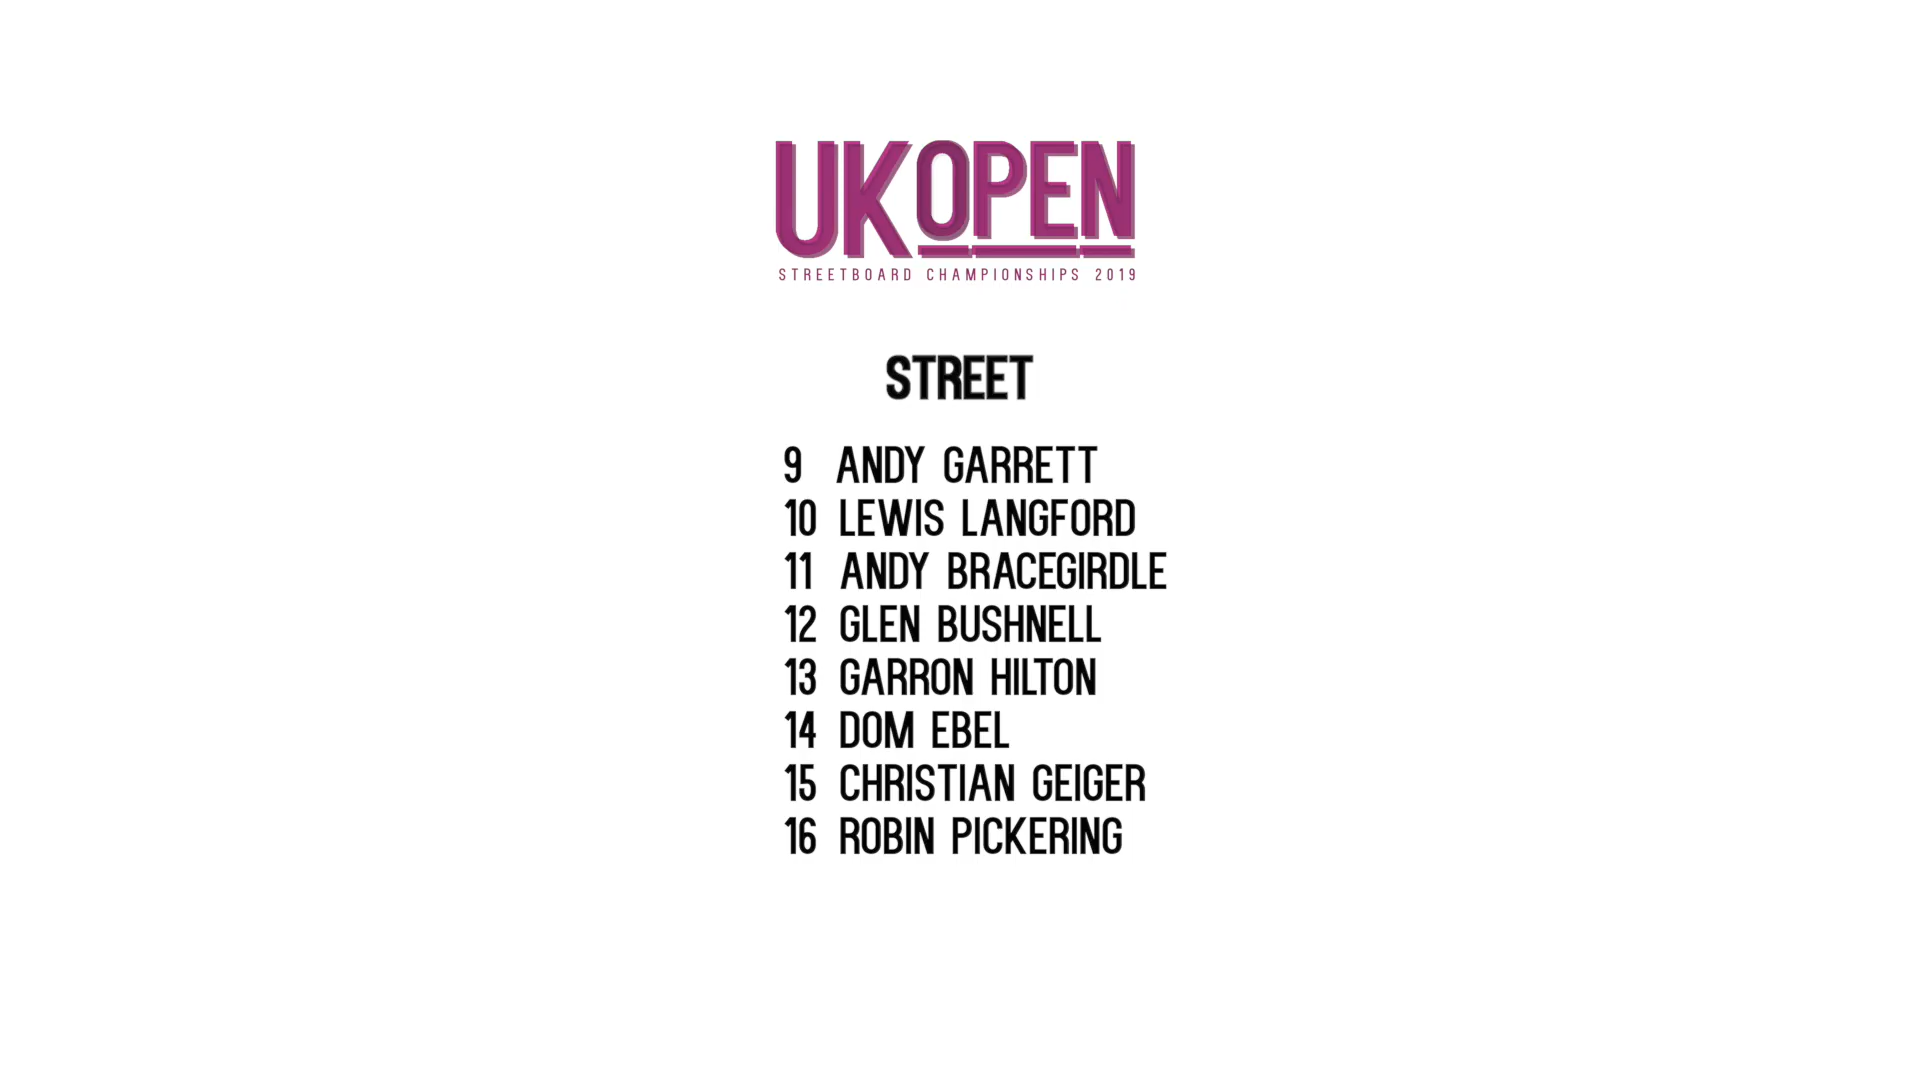 UKOPEN
STREETBOARD CHAMPIONSHIPS 2019
STREET
9 ANDY GARRETT
10 LEWIS LANGFORD
11 ANDY BRACEGIRDLE
12 GLEN BUSHNELL
13 GARRON HILTON
14 DOM EBEL
15 CHRISTIAN GEIGER
16 ROBIN PICKERING